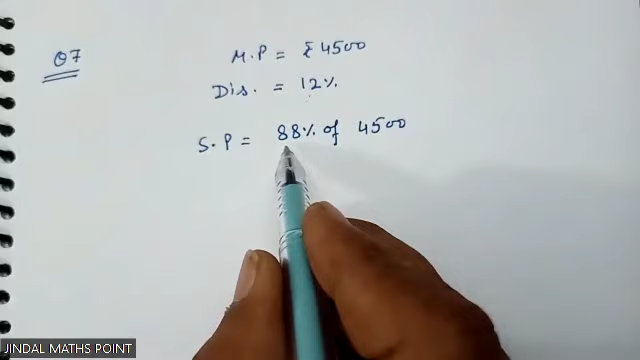 Q7
M.P = ₹ 4500
Dis. = 12%.
S.P = 88% of 4500
JINDAL MATHS POINT